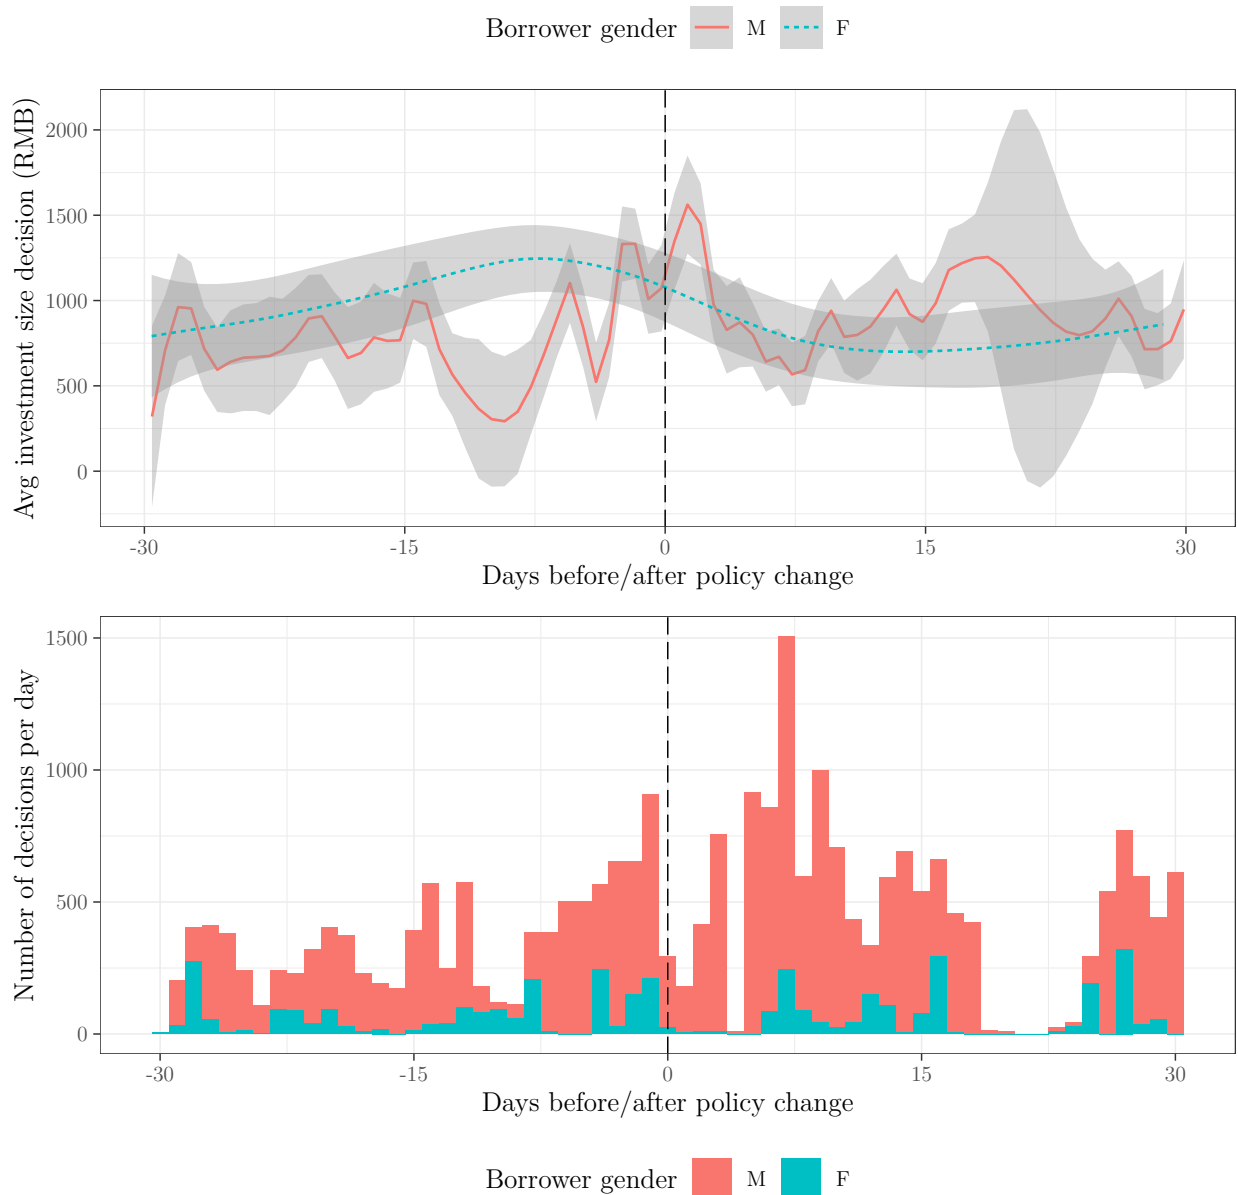 Borrower gender M F
Avg investment size decision (RMB)
2000
1500
1000
500
0
-30 -15 0 15 30
Days before/after policy change
Number of decisions per day
1500
1000
500
0
-30 -15 0 15 30
Days before/after policy change
Borrower gender M F